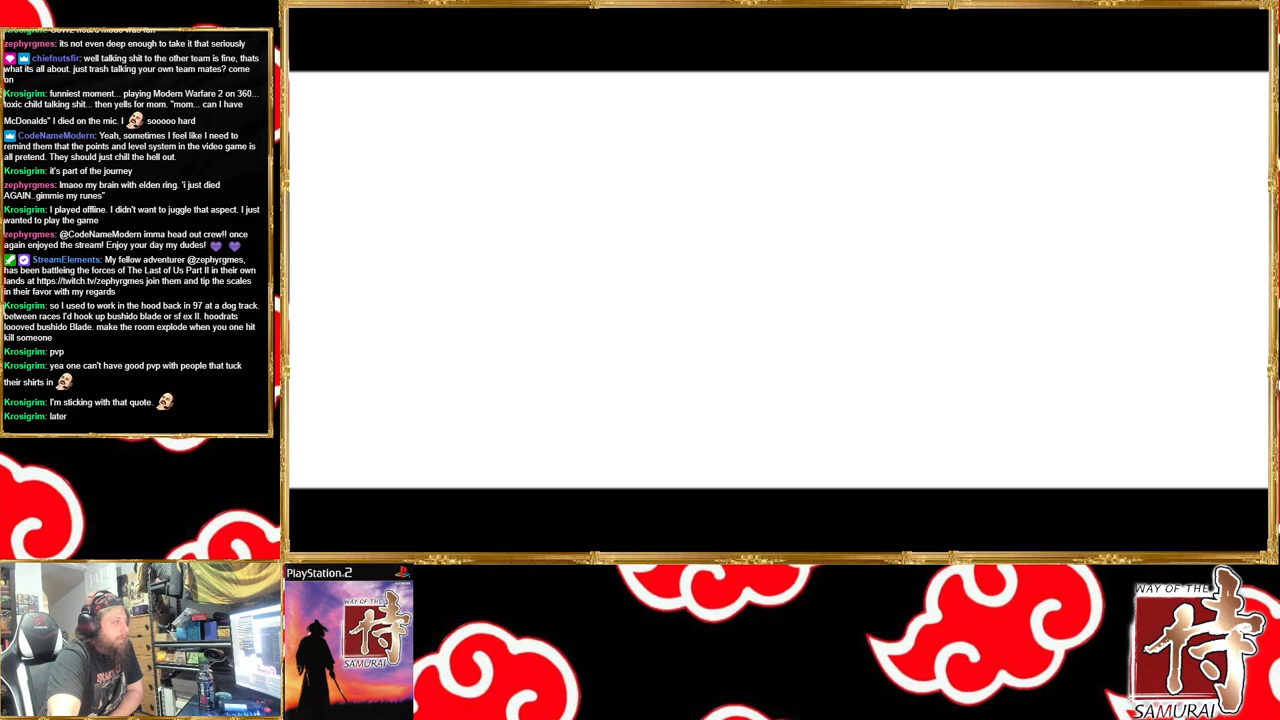 zephyrgmes: its not even deep enough to take it that seriously
chiefnutsfir: well talking shit to the other team is fine, thats
what its all about. just trash talking your own team mates? come
on
Krosigrim: funniest moment... playing Modern Warfare 2 on 360...
toxic child talking shit... then yells for mom. "mom... can I have
McDonalds" I died on the mic. I sooooo hard
CodeNameModern: Yeah, sometimes I feel like I need to
remind them that the points and level system in the video game is
all pretend. They should just chill the hell out.
Krosigrim: it's part of the journey
zephyrgmes: lmaoo my brain with elden ring. 'i just died
AGAIN..gimmie my runes"
Krosigrim: I played offline. I didn't want to juggle that aspect. I just
wanted to play the game
zephyrgmes: @CodeNameModern imma head out crew!! once
again enjoyed the stream! Enjoy your day my dudes!
StreamElements: My fellow adventurer @zephyrgmes,
has been battleing the forces of The Last of Us Part II in their own
lands at https://twitch.tv/zephyrgmes join them and tip the scales
in their favor with my regards
Krosigrim: so I used to work in the hood back in 97 at a dog track.
between races I'd hook up bushido blade or sf ex II. hoodrats
loooved bushido Blade. make the room explode when you one hit
kill someone
Krosigrim: pvp
Krosigrim: yea one can't have good pvp with people that tuck
their shirts in
Krosigrim: I'm sticking with that quote.
Krosigrim: later
PlayStation 2
WAY OF THE
侍
SAMURAI
WAY OF THE
侍
SAMURAI